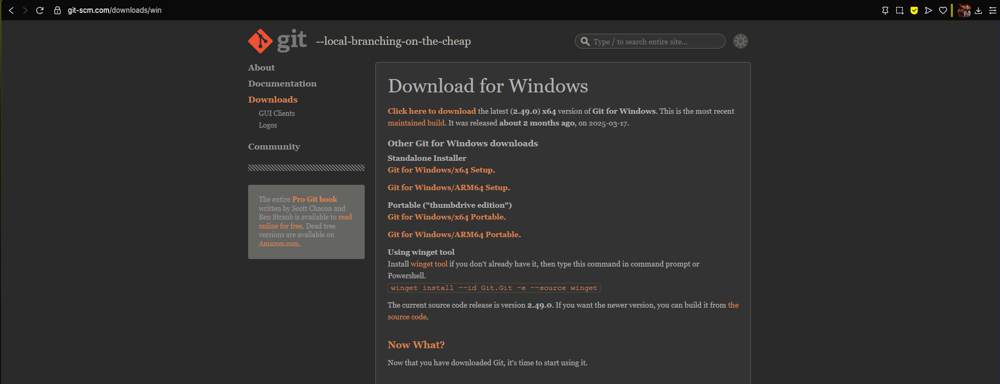 git-scm.com/downloads/win
git --local-branching-on-the-cheap
Type / to search entire site...
About
Documentation
Downloads
GUI Clients
Logos
Community
The entire Pro Git book
written by Scott Chacon and
Ben Straub is available to read
online for free. Dead tree
versions are available on
Amazon.com.
Download for Windows
Click here to download the latest (2.49.0) x64 version of Git for Windows. This is the most recent
maintained build. It was released about 2 months ago, on 2025-03-17.
Other Git for Windows downloads
Standalone Installer
Git for Windows/x64 Setup.
Git for Windows/ARM64 Setup.
Portable ("thumbdrive edition")
Git for Windows/x64 Portable.
Git for Windows/ARM64 Portable.
Using winget tool
Install winget tool if you don't already have it, then type this command in command prompt or
Powershell.
winget install --id Git.Git -e --source winget
The current source code release is version 2.49.0. If you want the newer version, you can build it from the
source code.
Now What?
Now that you have downloaded Git, it's time to start using it.